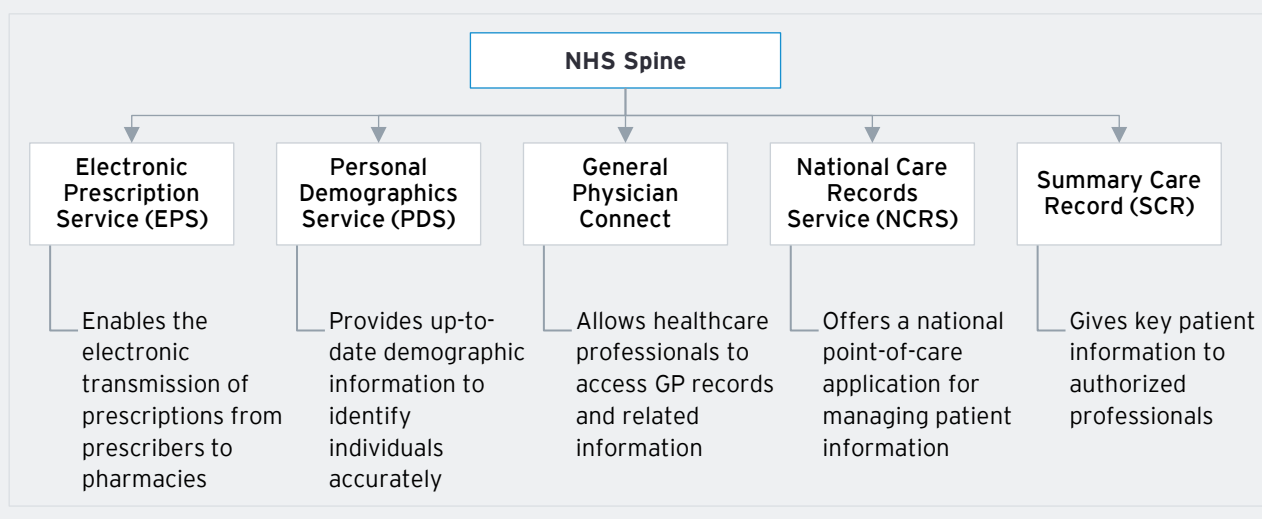 NHS Spine
Electronic
Prescription
Service (EPS)
Personal
Demographics
Service (PDS)
General
Physician
Connect
National Care
Records
Service (NCRS)
Summary Care
Record (SCR)
Enables the
electronic
transmission of
prescriptions from
prescribers to
pharmacies
Provides up-to-
date demographic
information to
identify
individuals
accurately
Allows healthcare
professionals to
access GP records
and related
information
Offers a national
point-of-care
application for
managing patient
information
Gives key patient
information to
authorized
professionals